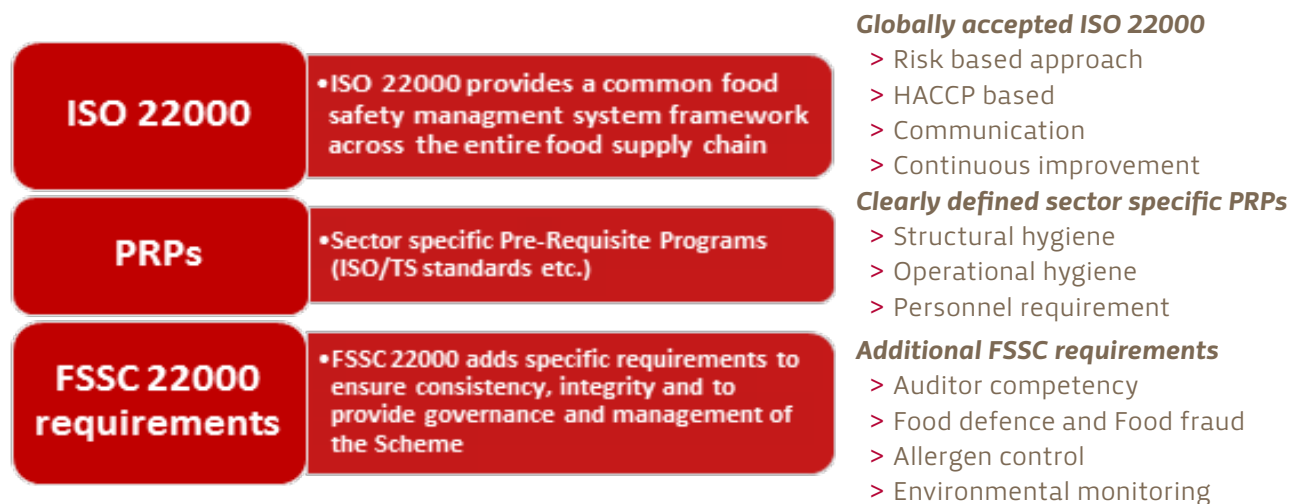 ISO 22000
•ISO 22000 provides a common food
safety managment system framework
across the entire food supply chain
PRPs
•Sector specific Pre-Requisite Programs
(ISO/TS standards etc.)
FSSC 22000
requirements
•FSSC 22000 adds specific requirements to
ensure consistency, integrity and to
provide governance and management of
the Scheme
Globally accepted ISO 22000
> Risk based approach
> HACCP based
> Communication
> Continuous improvement
Clearly defined sector specific PRPs
> Structural hygiene
> Operational hygiene
> Personnel requirement
Additional FSSC requirements
> Auditor competency
> Food defence and Food fraud
> Allergen control
> Environmental monitoring